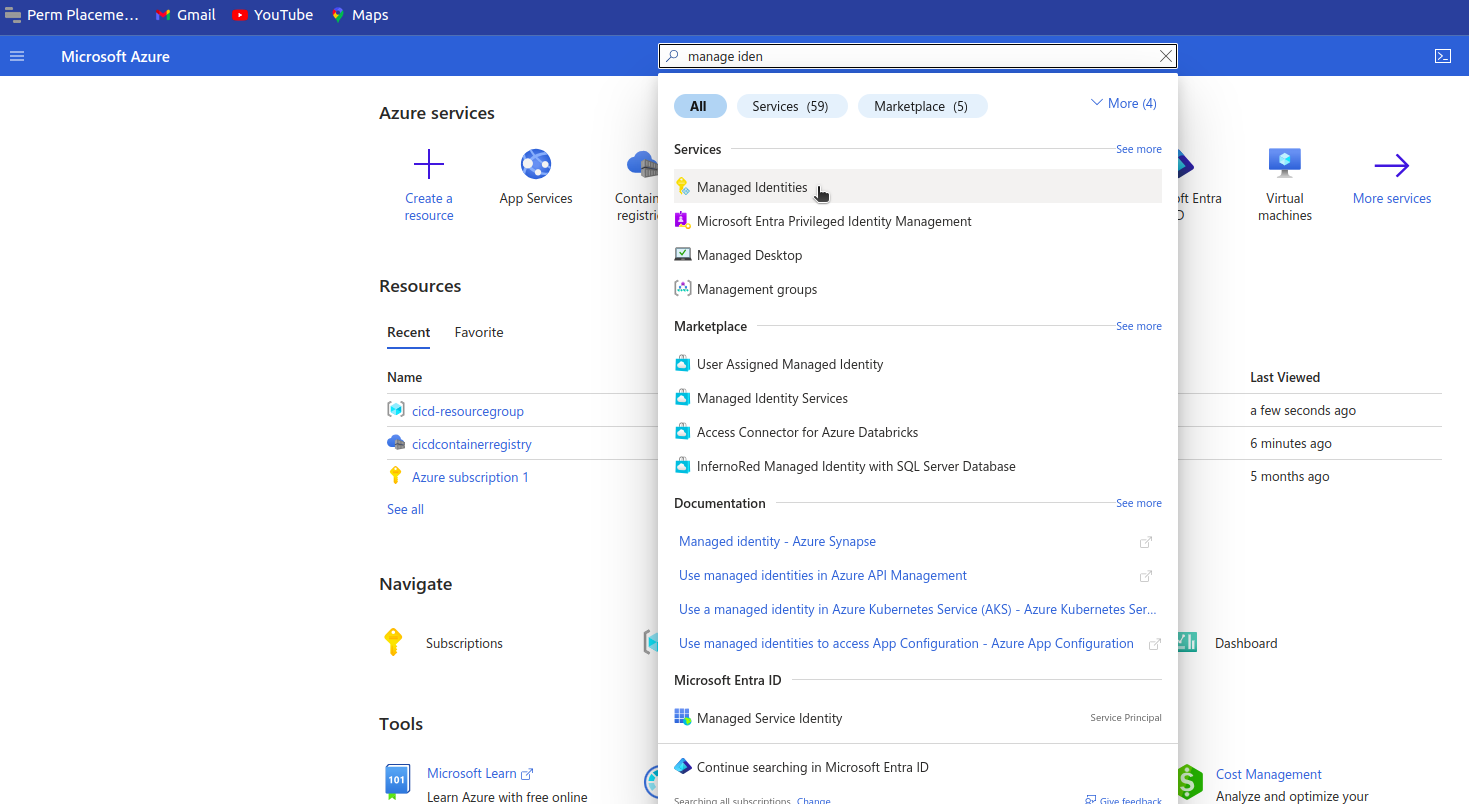 Perm Placeme...
Gmail
YouTube
Maps
Microsoft Azure
manage iden
All
Services (59)
Marketplace (5)
More (4)
Azure services
Create a
resource
App Services
Contain
registri
ft Entra
D
Virtual
machines
More services
Services
See more
Managed Identities
Microsoft Entra Privileged Identity Management
Managed Desktop
Management groups
Marketplace
See more
User Assigned Managed Identity
Managed Identity Services
Access Connector for Azure Databricks
InfernoRed Managed Identity with SQL Server Database
Documentation
See more
Managed identity - Azure Synapse
Use managed identities in Azure API Management
Use a managed identity in Azure Kubernetes Service (AKS) - Azure Kubernetes Ser...
Use managed identities to access App Configuration - Azure App Configuration
Microsoft Entra ID
Managed Service Identity
Service Principal
Continue searching in Microsoft Entra ID
Searching all subscriptions. Change
Give feedback
Resources
Recent
Favorite
Name
Last Viewed
cicd-resourcegroup
a few seconds ago
cicdcontainerregistry
6 minutes ago
Azure subscription 1
5 months ago
See all
Navigate
Subscriptions
Dashboard
Tools
101
Microsoft Learn
Learn Azure with free online
Cost Management
Analyze and optimize your